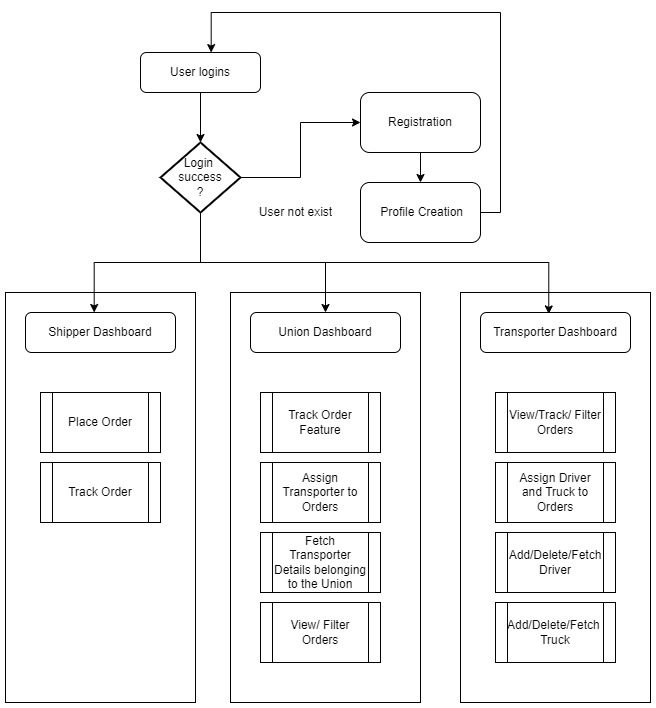 User logins
Registration
Login
success
?
User not exist
Profile Creation
Shipper Dashboard
Union Dashboard
Transporter Dashboard
Place Order
Track Order
Track Order
Feature
Assign
Transporter to
Orders
Fetch
Transporter
Details belonging
to the Union
View/ Filter
Orders
View/Track/ Filter
Orders
Assign Driver
and Truck to
Orders
Add/Delete/Fetch
Driver
Add/Delete/Fetch
Truck